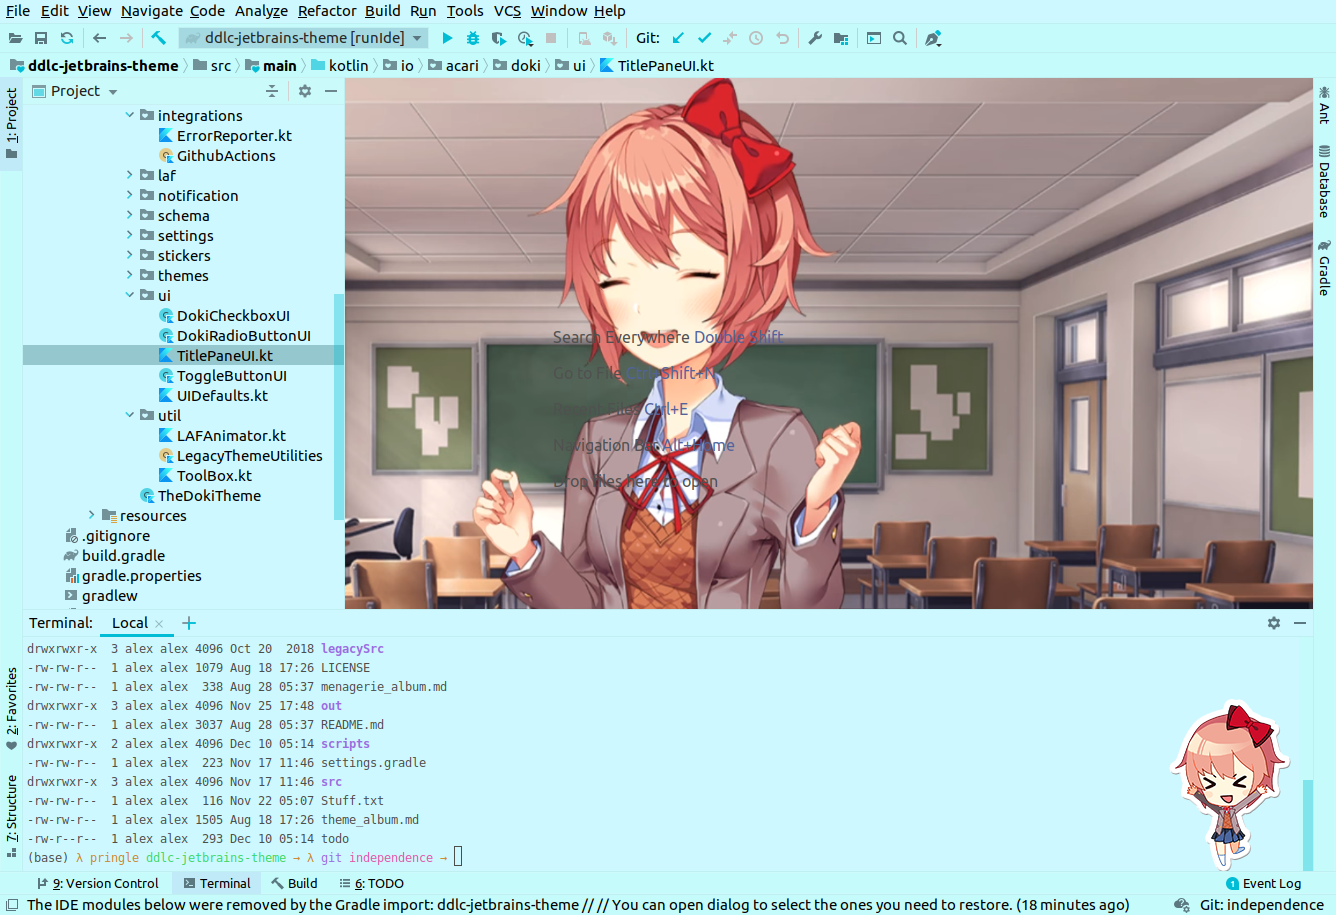 File Edit View Navigate Code Analyze Refactor Build Run Tools VCS Window Help
ddlc-jetbrains-theme [runIde] Git:
ddlc-jetbrains-theme src main kotlin io acari doki ui TitlePaneUI.kt
1: Project
Project
integrations
ErrorReporter.kt
GithubActions
laf
notification
schema
settings
stickers
themes
ui
DokiCheckboxUI
DokiRadioButtonUI
TitlePaneUI.kt
ToggleButtonUI
UIDefaults.kt
util
LAFAnimator.kt
LegacyThemeUtilities
ToolBox.kt
TheDokiTheme
resources
.gitignore
build.gradle
gradle.properties
gradlew
Search Everywhere Double Shift
Go to File Ctrl+Shift+N
Recent Files Ctrl+E
Navigation Bar Alt+Home
Drop files here to open
Ant
Database
Gradle
2: Favorites
7: Structure
Terminal: Local
drwxrwxr-x 3 alex alex 4096 Oct 20 2018 legacySrc
-rw-rw-r-- 1 alex alex 1079 Aug 18 17:26 LICENSE
-rw-rw-r-- 1 alex alex 338 Aug 28 05:37 menagerie_album.md
drwxrwxr-x 3 alex alex 4096 Nov 25 17:48 out
-rw-rw-r-- 1 alex alex 3037 Aug 28 05:37 README.md
drwxrwxr-x 2 alex alex 4096 Dec 10 05:14 scripts
-rw-rw-r-- 1 alex alex 223 Nov 17 11:46 settings.gradle
drwxrwxr-x 3 alex alex 4096 Nov 17 11:46 src
-rw-rw-r-- 1 alex alex 116 Nov 22 05:07 Stuff.txt
-rw-rw-r-- 1 alex alex 1505 Aug 18 17:26 theme_album.md
-rw-r--r-- 1 alex alex 293 Dec 10 05:14 todo
(base) λ pringle ddlc-jetbrains-theme → λ git independence →
9: Version Control Terminal Build 6: TODO 1 Event Log
The IDE modules below were removed by the Gradle import: ddlc-jetbrains-theme // // You can open dialog to select the ones you need to restore. (18 minutes ago) Git: independence